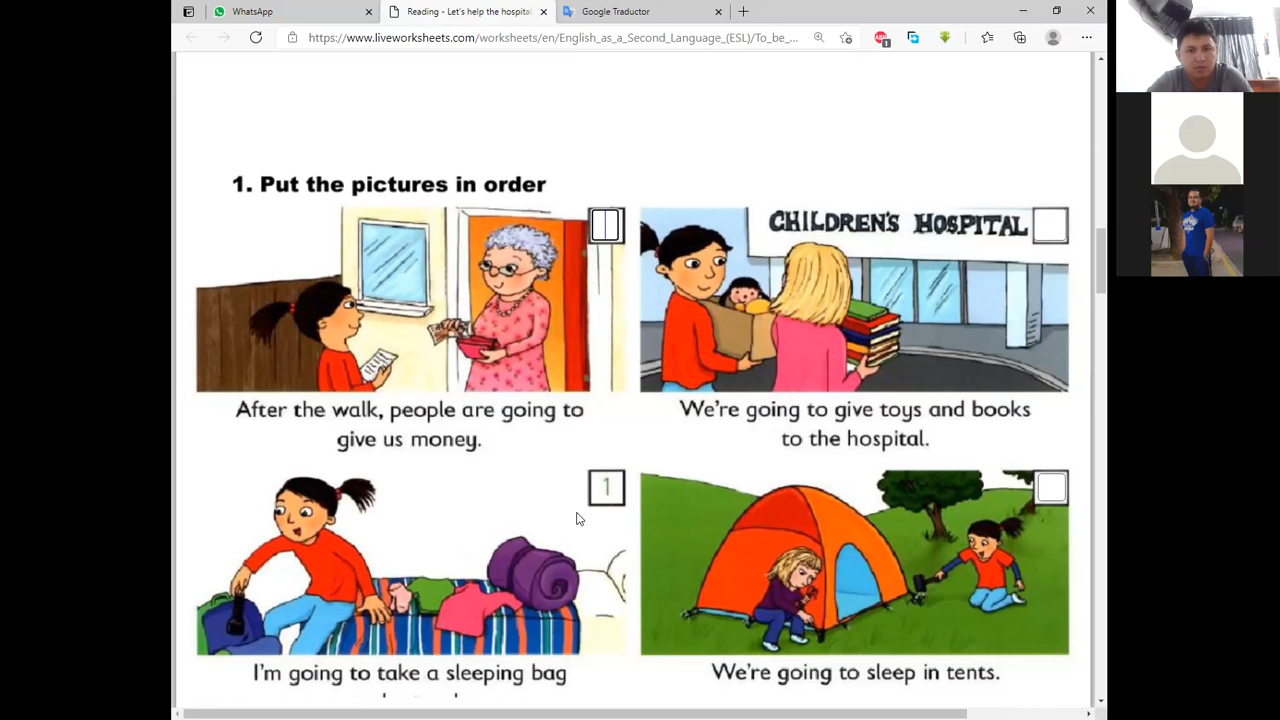 WhatsApp
Reading - Let's help the hospita
Google Traductor
https://www.liveworksheets.com/worksheets/en/English_as_a_Second_Language_(ESL)/To_be_...
1
1. Put the pictures in order
CHILDREN'S HOSPITAL
After the walk, people are going to
give us money.
We're going to give toys and books
to the hospital.
1
I'm going to take a sleeping bag
We're going to sleep in tents.